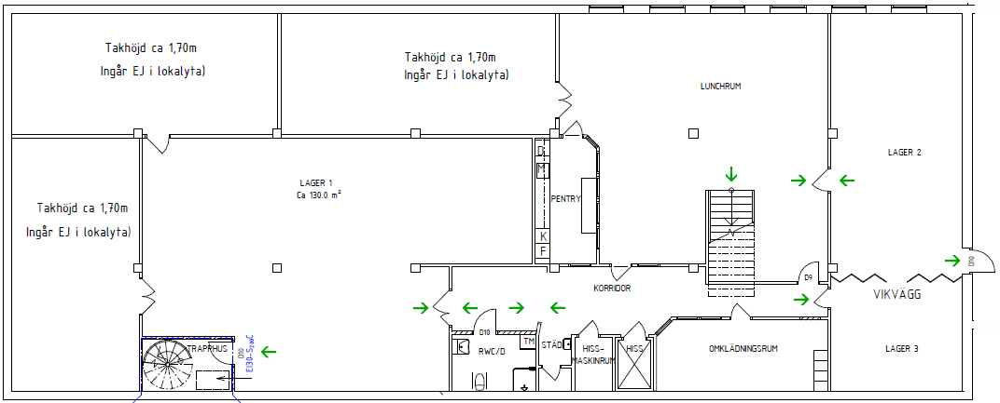 Takhöjd ca 1,70m
Ingår EJ i lokalyta)
Takhöjd ca 1,70m
Ingår EJ i lokalyta)
LUNCHRUM
LAGER 2
D
M
LAGER 1
Ca 130.0 m²
PENTRY
Takhöjd ca 1,70m
Ingår EJ i lokalyta)
K
F
D10
D9
KORRIDOR
VIKVÄGG
D10
TM
RWC/D
STÄD
HISS-
MASKINRUM
HISS
OMKLÄDNINGSRUM
LAGER 3
TRAPPHUS
D10
EI30-S₂₀₀C